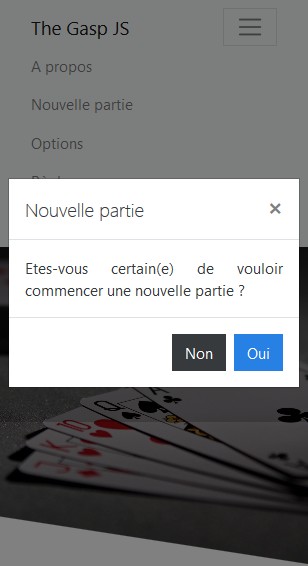 The Gasp JS
A propos
Nouvelle partie
Options
Nouvelle partie
×
Etes-vous certain(e) de vouloir
commencer une nouvelle partie ?
Non
Oui